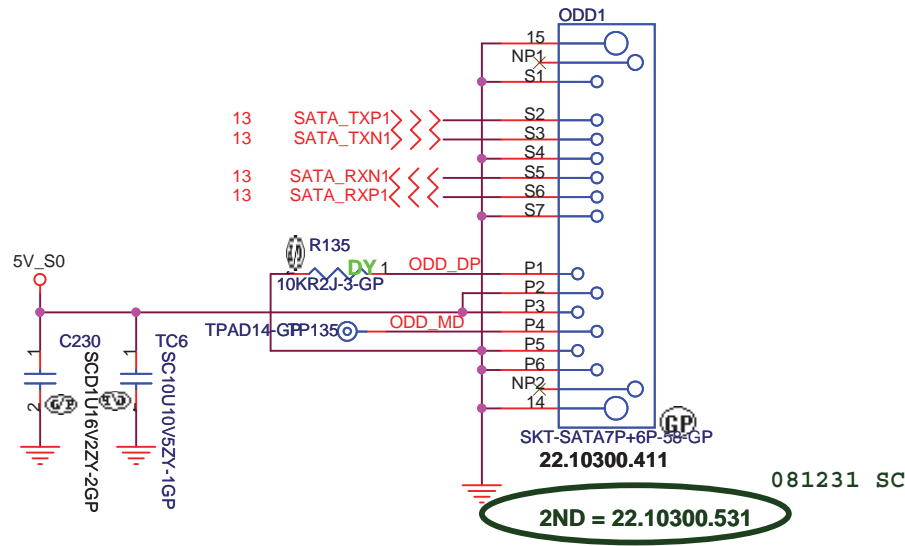 ODD1
15
NP1
S1
13 SATA_TXP1 S2
13 SATA_TXN1 S3
S4
13 SATA_RXN1 S5
13 SATA_RXP1 S6
S7
R135
5V_S0
DY 1 ODD_DP P1
10KR2J-3-GP
P2
P3
TPAD14-GP TP135 ODD_MD P4
P5
P6
NP2
14
1 C230
SCD1U16V2ZY-2GP
2 G/P
1 TC6
SC10U10V5ZY-1GP
GP
SKT-SATA7P+6P-58-GP
22.10300.411
081231 SC
2ND = 22.10300.531